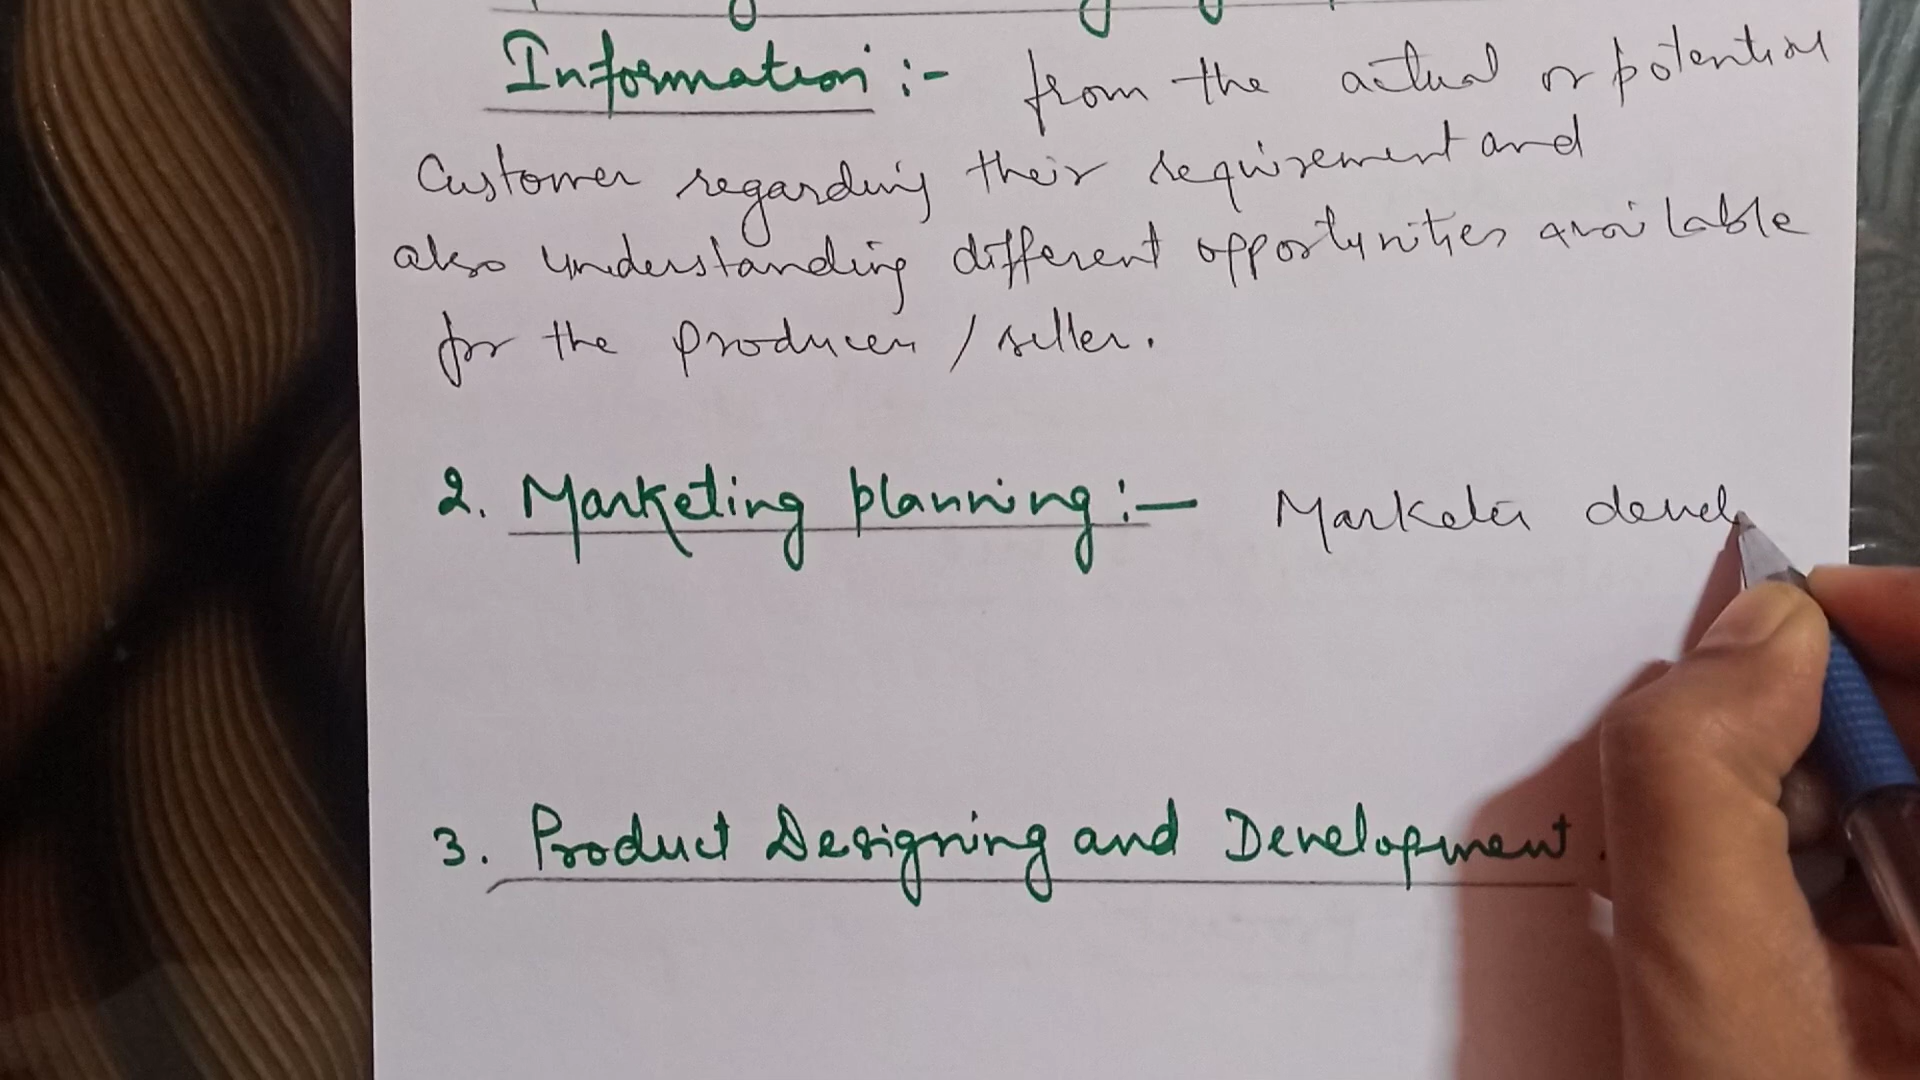 Information :- from the actual or potential
Customer regarding their requirement and
also understanding different opportunities available
for the producer / seller.
2. Marketing planning :- Marketer devel
3. Product Designing and Development.